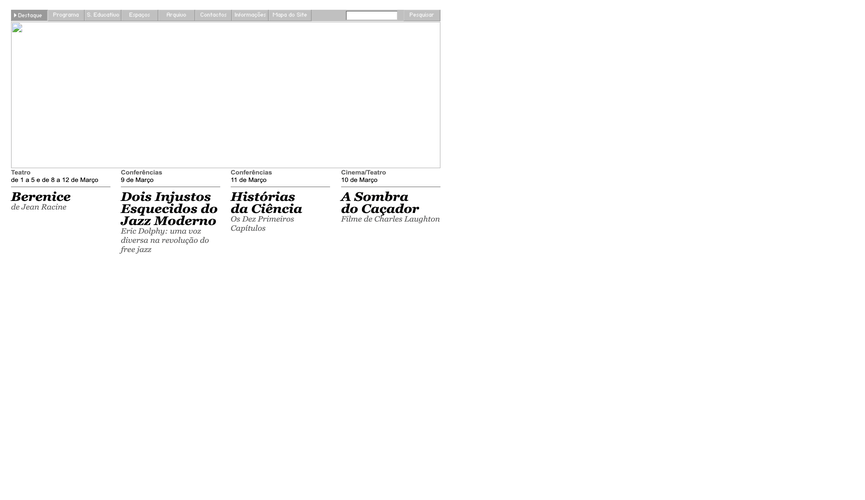 Destaque Programa S. Educativo Espaços Arquivo Contactos Informações Mapa do Site Pesquisar
Teatro
de 1 a 5 e de 8 a 12 de Março
Berenice
de Jean Racine
Conferências
9 de Março
Dois Injustos
Esquecidos do
Jazz Moderno
Eric Dolphy: uma voz
diversa na revolução do
free jazz
Conferências
11 de Março
Histórias
da Ciência
Os Dez Primeiros
Capítulos
Cinema/Teatro
10 de Março
A Sombra
do Caçador
Filme de Charles Laughton